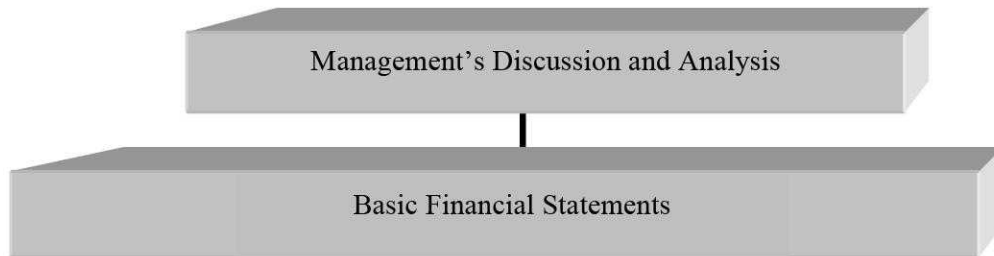 Management’s Discussion and Analysis
Basic Financial Statements